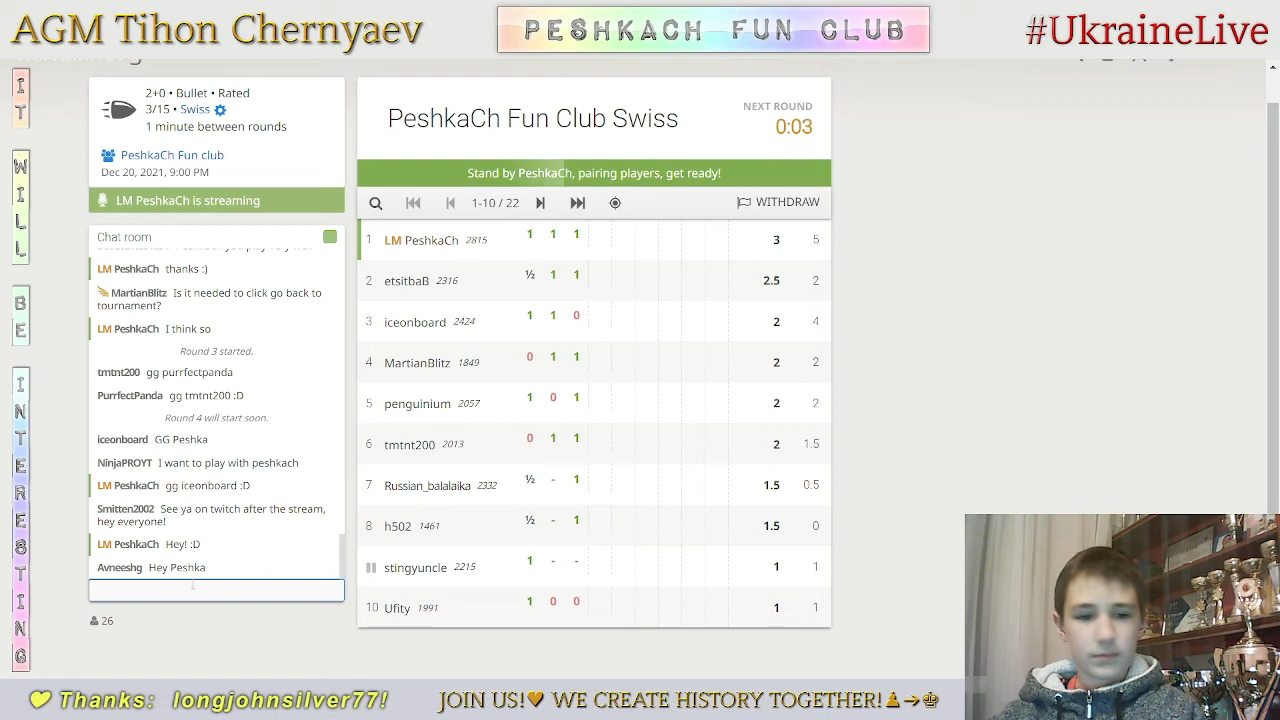 AGM Tihon Chernyaev
PESHKACH FUN CLUB
#UkraineLive
IT
WILL
BE
INTERESTING
2+0 • Bullet • Rated
3/15 • Swiss
1 minute between rounds
PeshkaCh Fun club
Dec 20, 2021, 9:00 PM
LM PeshkaCh is streaming
Chat room
LM PeshkaCh thanks :)
MartianBlitz Is it needed to click go back to
tournament?
LM PeshkaCh I think so
Round 3 started.
tmtnt200 gg purrfectpanda
PurrfectPanda gg tmtnt200 :D
Round 4 will start soon.
iceonboard GG Peshka
NinjaPROYT I want to play with peshkach
LM PeshkaCh gg iceonboard :D
Smitten2002 See ya on twitch after the stream,
hey everyone!
LM PeshkaCh Hey! :D
Avneeshg Hey Peshka
26
PeshkaCh Fun Club Swiss
NEXT ROUND
0:03
Stand by PeshkaCh, pairing players, get ready!
1-10 / 22
WITHDRAW
1 LM PeshkaCh 2815 1 1 1 3 5
2 etsitbaB 2316 ½ 1 1 2.5 2
3 iceonboard 2424 1 1 0 2 4
4 MartianBlitz 1849 0 1 1 2 2
5 penguinium 2057 1 0 1 2 2
6 tmtnt200 2013 0 1 1 2 1.5
7 Russian_balalaika 2332 ½ - 1 1.5 0.5
8 h502 1461 ½ - 1 1.5 0
stingyuncle 2215 1 - - 1 1
10 Ufity 1991 1 0 0 1 1
Thanks: longjohnsilver77!
JOIN US! WE CREATE HISTORY TOGETHER!